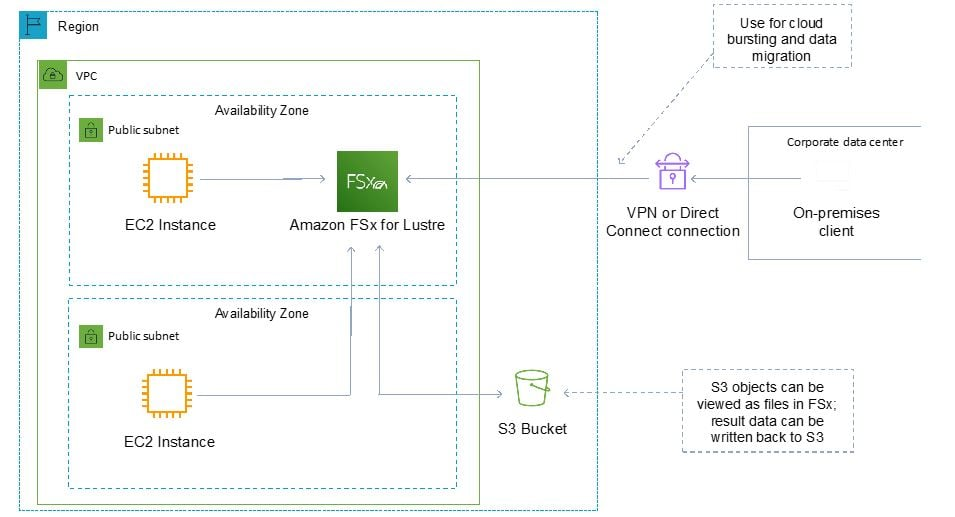 Region
VPC
Availability Zone
Public subnet
EC2 Instance
FSx
Amazon FSx for Lustre
Availability Zone
Public subnet
EC2 Instance
S3 Bucket
Use for cloud
bursting and data
migration
VPN or Direct
Connect connection
Corporate data center
On-premises
client
S3 objects can be
viewed as files in FSx;
result data can be
written back to S3